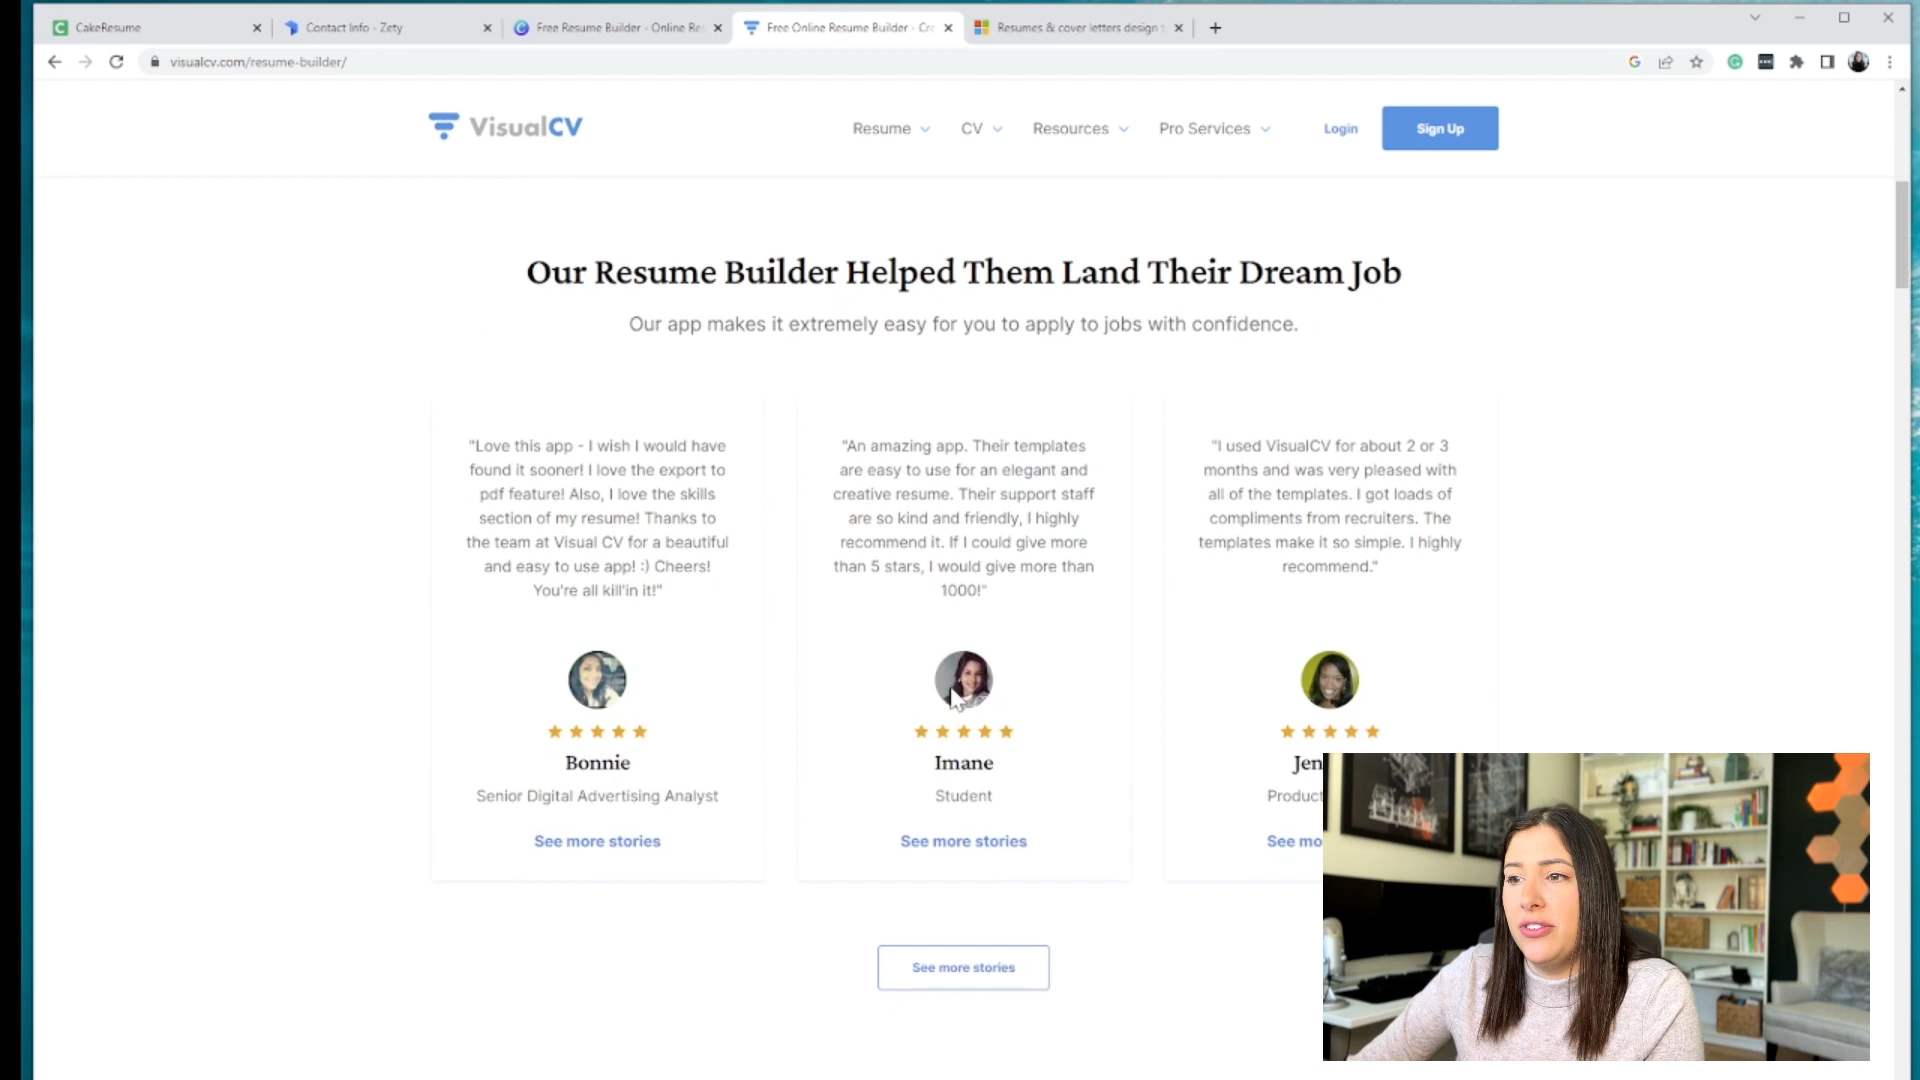 CakeResume
Contact Info - Zety
Free Resume Builder - Online Re
Free Online Resume Builder - Cre
Resumes & cover letters design t
visualcv.com/resume-builder/
VisualCV
Resume
CV
Resources
Pro Services
Login
Sign Up
Our Resume Builder Helped Them Land Their Dream Job
Our app makes it extremely easy for you to apply to jobs with confidence.
"Love this app - I wish I would have
found it sooner! I love the export to
pdf feature! Also, I love the skills
section of my resume! Thanks to
the team at Visual CV for a beautiful
and easy to use app! :) Cheers!
You're all kill'in it!"
Bonnie
Senior Digital Advertising Analyst
See more stories
"An amazing app. Their templates
are easy to use for an elegant and
creative resume. Their support staff
are so kind and friendly, I highly
recommend it. If I could give more
than 5 stars, I would give more than
1000!"
Imane
Student
See more stories
"I used VisualCV for about 2 or 3
months and was very pleased with
all of the templates. I got loads of
compliments from recruiters. The
templates make it so simple. I highly
recommend."
Jen
Product
See mo
See more stories